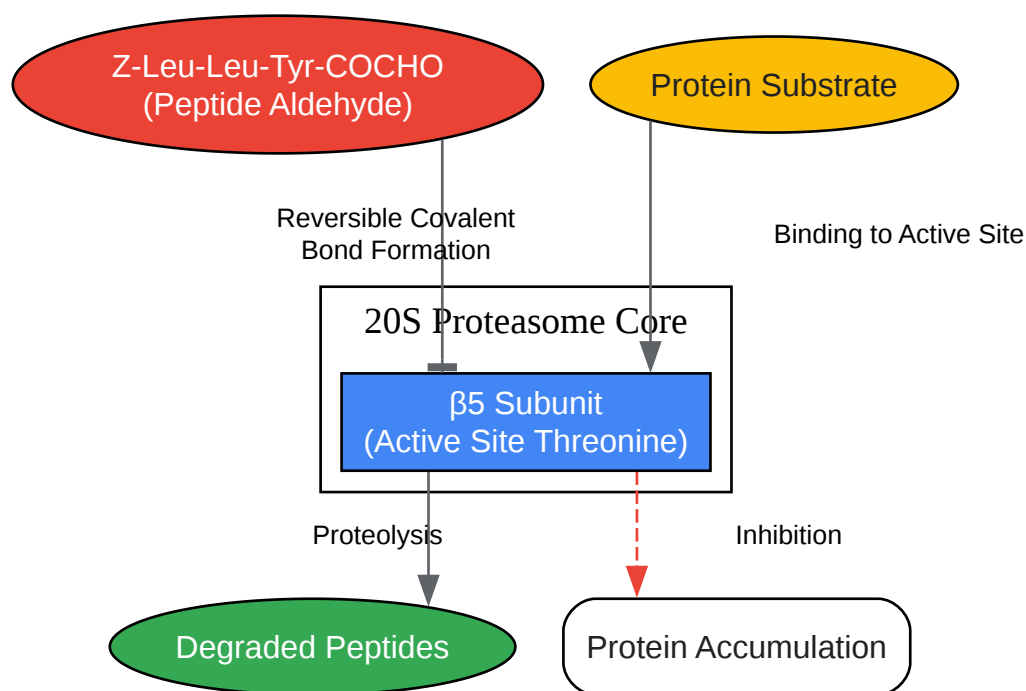 Z-Leu-Leu-Tyr-COCHO
(Peptide Aldehyde)
Protein Substrate
Reversible Covalent
Bond Formation
Binding to Active Site
20S Proteasome Core
β5 Subunit
(Active Site Threonine)
Proteolysis
Inhibition
Degraded Peptides
Protein Accumulation